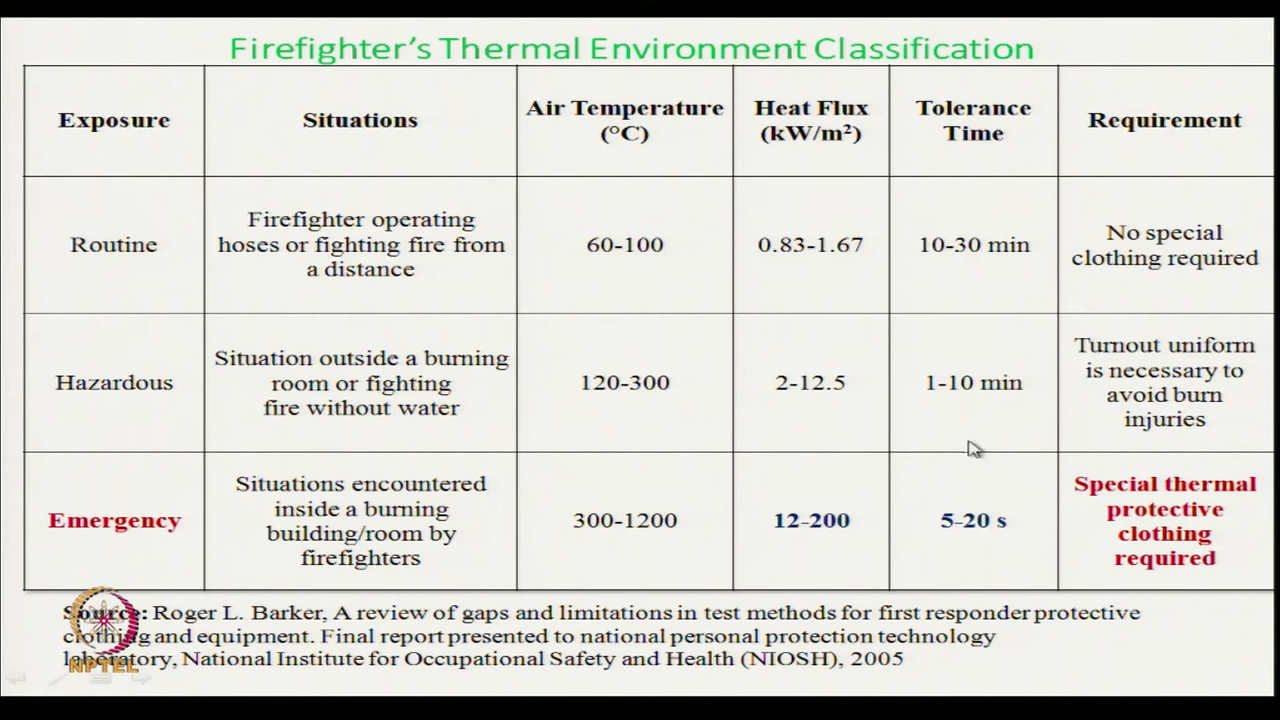 Firefighter's Thermal Environment Classification
Exposure
Situations
Air Temperature
(°C)
Heat Flux
(kW/m²)
Tolerance
Time
Requirement
Routine
Firefighter operating
hoses or fighting fire from
a distance
60-100
0.83-1.67
10-30 min
No special
clothing required
Hazardous
Situation outside a burning
room or fighting
fire without water
120-300
2-12.5
1-10 min
Turnout uniform
is necessary to
avoid burn
injuries
Emergency
Situations encountered
inside a burning
building/room by
firefighters
300-1200
12-200
5-20 s
Special thermal
protective
clothing
required
Source: Roger L. Barker, A review of gaps and limitations in test methods for first responder protective
clothing and equipment. Final report presented to national personal protection technology
laboratory, National Institute for Occupational Safety and Health (NIOSH), 2005
NPTEL